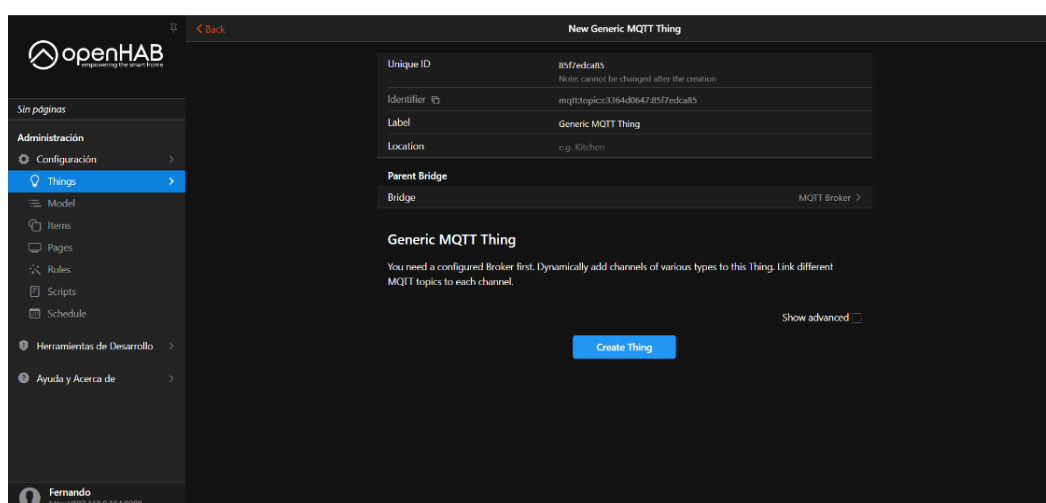 openHAB
empowering the smart home
Sin páginas
Administración
Configuración
Things
Model
Items
Pages
Rules
Scripts
Schedule
Herramientas de Desarrollo
Ayuda y Acerca de
Fernando
Back
New Generic MQTT Thing
Unique ID
85f7edca85
Note: cannot be changed after the creation
Identifier
mqtt:topic:c3364d0647:85f7edca85
Label
Generic MQTT Thing
Location
e.g. Kitchen
Parent Bridge
Bridge
MQTT Broker
Generic MQTT Thing
You need a configured Broker first. Dynamically add channels of various types to this Thing. Link different
MQTT topics to each channel.
Show advanced
Create Thing